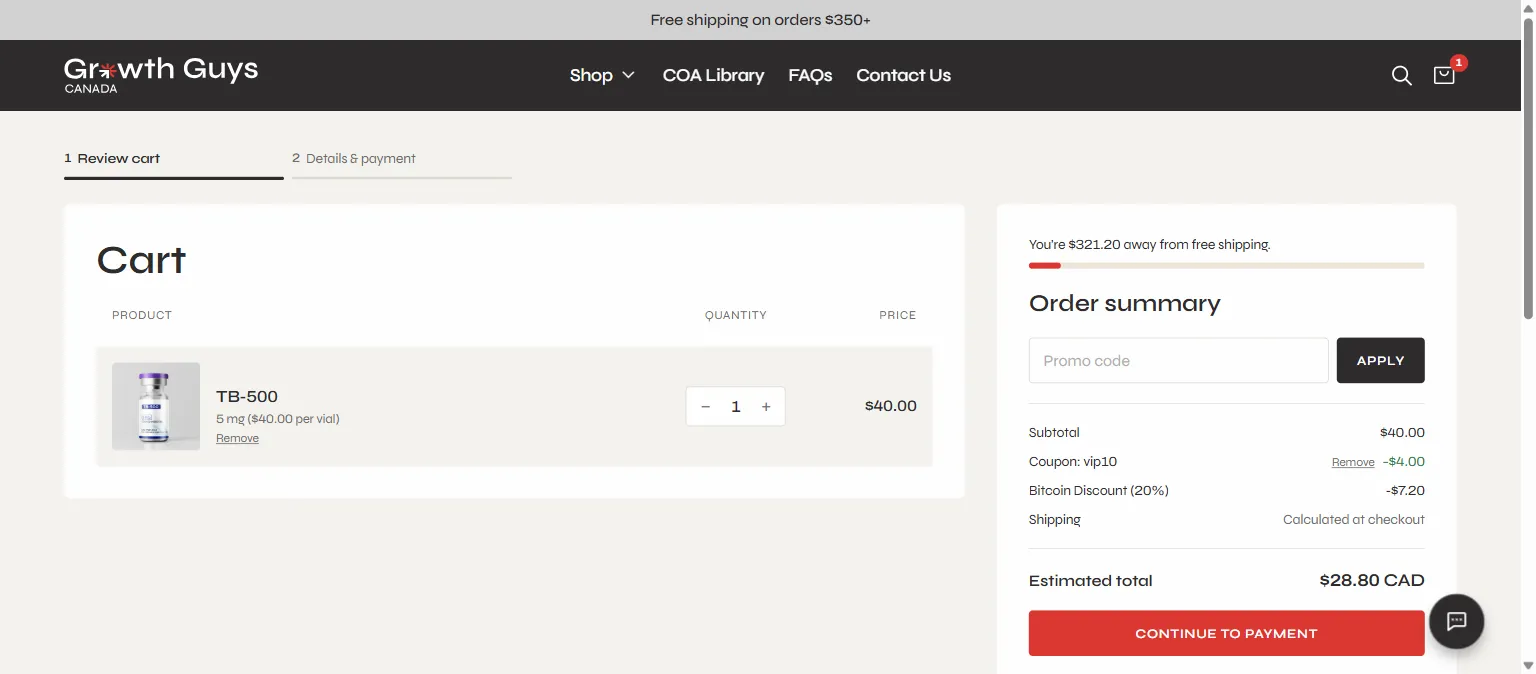 Free shipping on orders $350+
Growth Guys
CANADA
Shop
COA Library
FAQs
Contact Us
1
1 Review cart
2 Details & payment
Cart
PRODUCT
QUANTITY
PRICE
TB-500
TB-500
5 mg ($40.00 per vial)
Remove
− 1 +
$40.00
You're $321.20 away from free shipping.
Order summary
Promo code
APPLY
Subtotal $40.00
Coupon: vip10 Remove -$4.00
Bitcoin Discount (20%) -$7.20
Shipping Calculated at checkout
Estimated total $28.80 CAD
CONTINUE TO PAYMENT